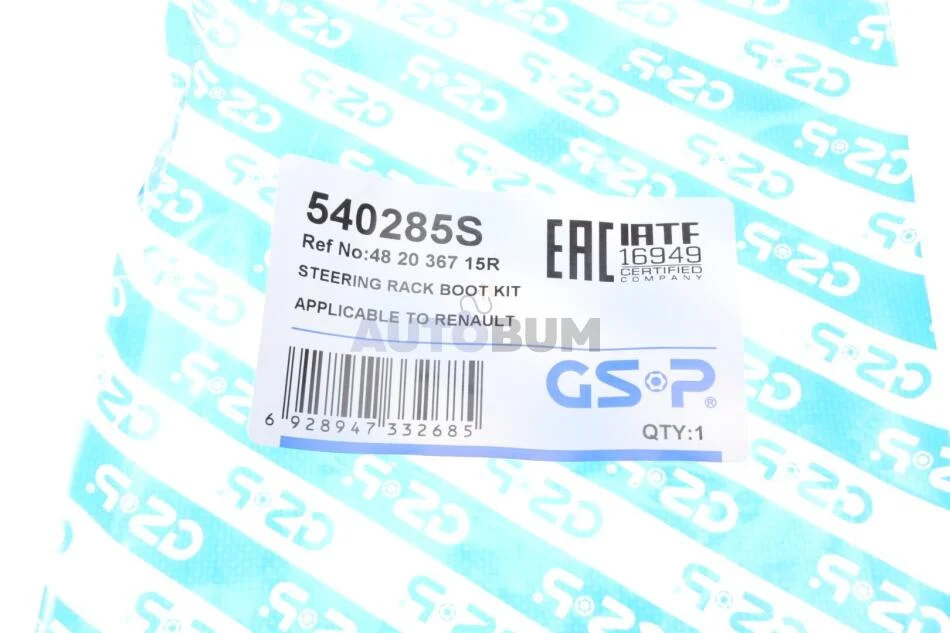 540285S
Ref No:48 20 367 15R
STEERING RACK BOOT KIT
APPLICABLE TO RENAULT
EAC
IATF
16949
CERTIFIED
COMPANY
AUTOBUM
6 928947 332685
GSP®
QTY:1